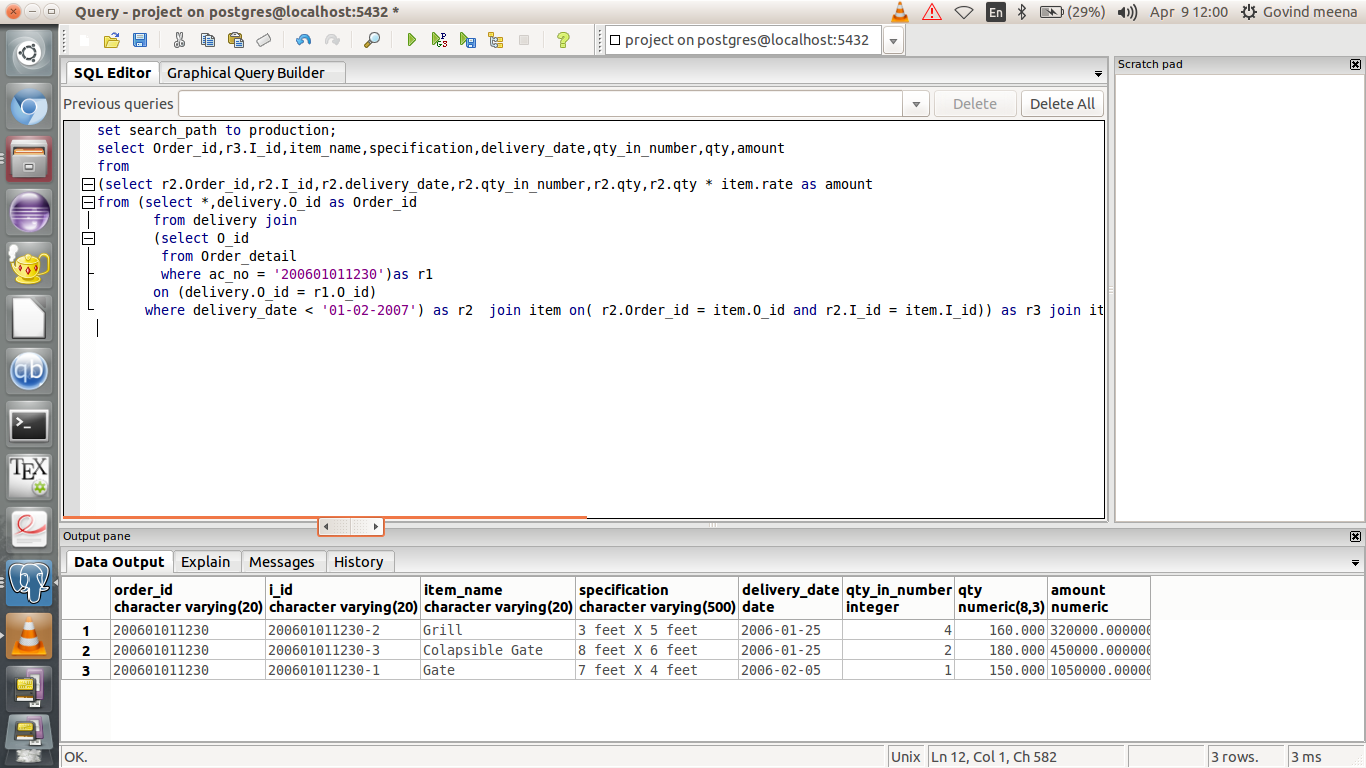 Query - project on postgres@localhost:5432 *
En
(29%)
Apr 9 12:00
Govind meena
project on postgres@localhost:5432
SQL Editor
Graphical Query Builder
Scratch pad
Previous queries
Delete
Delete All
set search_path to production;
select Order_id,r3.I_id,item_name,specification,delivery_date,qty_in_number,qty,amount
from
(select r2.Order_id,r2.I_id,r2.delivery_date,r2.qty_in_number,r2.qty,r2.qty * item.rate as amount
from (select *,delivery.O_id as Order_id
from delivery join
(select O_id
from Order_detail
where ac_no = '200601011230')as r1
on (delivery.O_id = r1.O_id)
where delivery_date < '01-02-2007') as r2  join item on( r2.Order_id = item.O_id and r2.I_id = item.I_id)) as r3 join it
Output pane
Data Output
Explain
Messages
History
order_id i_id item_name specification delivery_date qty_in_number qty amount
character varying(20) character varying(20) character varying(20) character varying(500) date integer numeric(8,3) numeric
1 200601011230 200601011230-2 Grill 3 feet X 5 feet 2006-01-25 4 160.000 320000.000000
2 200601011230 200601011230-3 Colapsible Gate 8 feet X 6 feet 2006-01-25 2 180.000 450000.000000
3 200601011230 200601011230-1 Gate 7 feet X 4 feet 2006-02-05 1 150.000 1050000.00000
OK.
Unix
Ln 12, Col 1, Ch 582
3 rows.
3 ms
qb
TEX